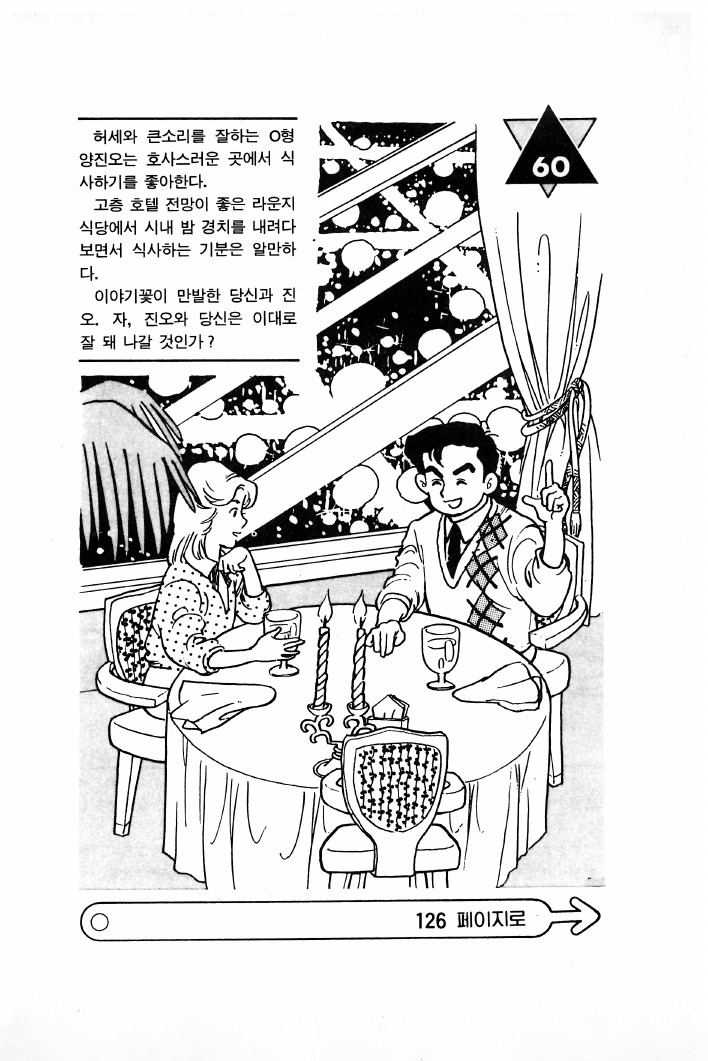 허세와 큰소리를 잘하는 O형
양진오는 호사스러운 곳에서 식
사하기를 좋아한다.
고층 호텔 전망이 좋은 라운지
식당에서 시내 밤 경치를 내려다
보면서 식사하는 기분은 알만하
다.
이야기꽃이 만발한 당신과 진
오. 자, 진오와 당신은 이대로
잘 돼 나갈 것인가?
60
126 페이지로